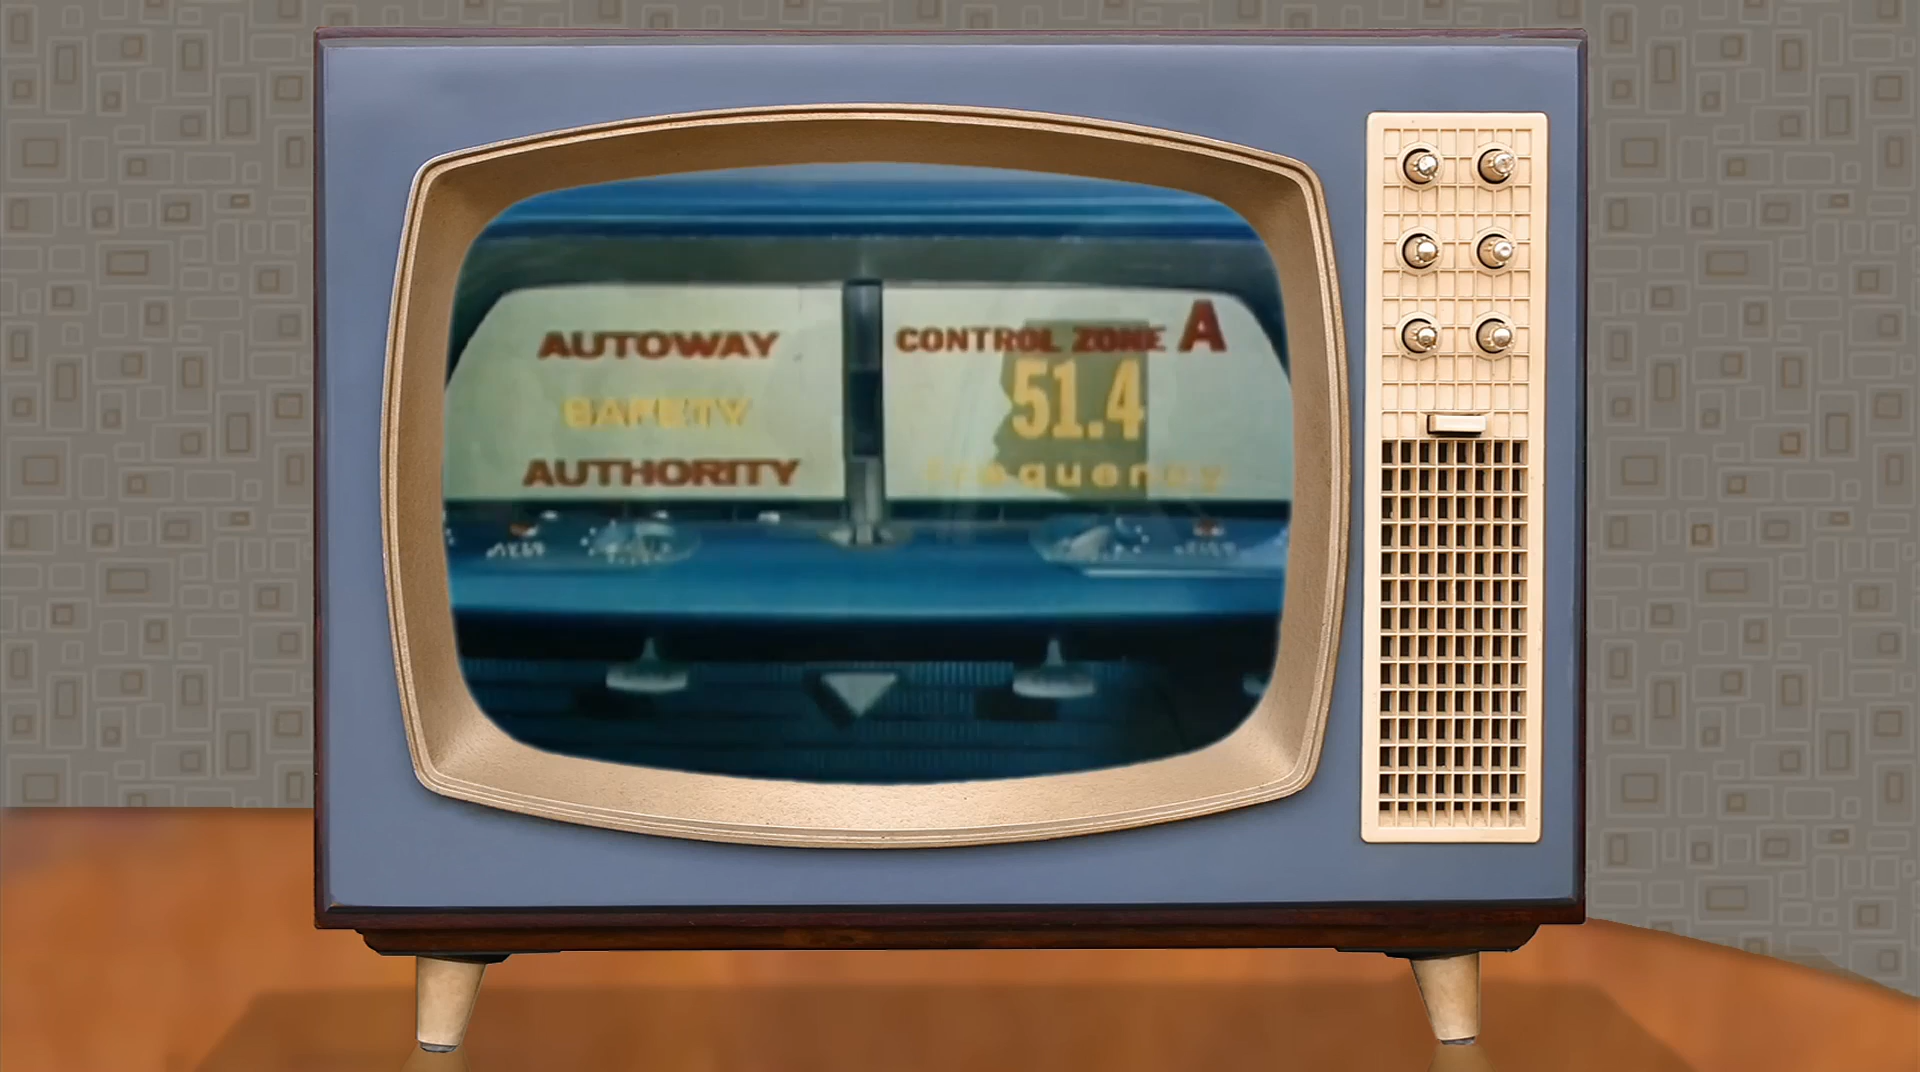 AUTOWAY
SAFETY
AUTHORITY
CONTROL ZONE A
51.4
frequency